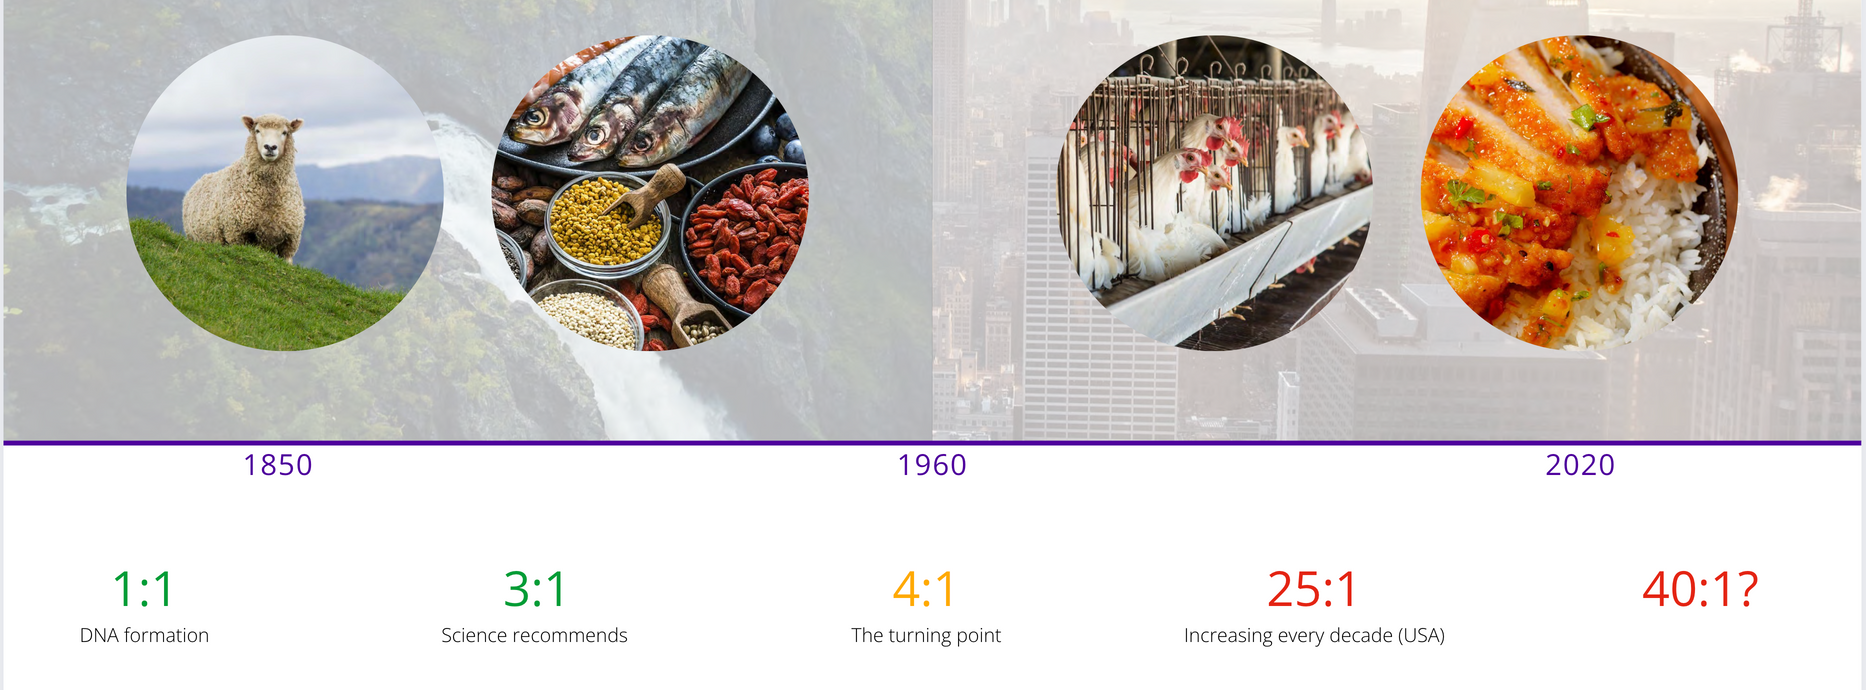 1850
1960
2020
1:1
3:1
4:1
25:1
40:1?
DNA formation
Science recommends
The turning point
Increasing every decade (USA)